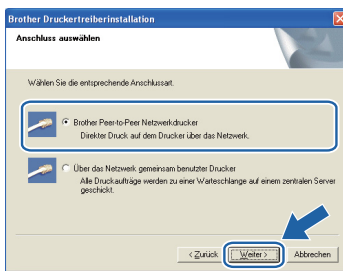 Brother Druckertreiberinstallation
Anschluss auswählen
Wählen Sie die entsprechende Anschlussart.
Brother Peer-to-Peer Netzwerkdrucker
Direkter Druck auf dem Drucker über das Netzwerk.
Über das Netzwerk gemeinsam benutzter Drucker
Alle Druckaufträge werden zu einer Warteschlange auf einem zentralen Server
geschickt.
< Zurück Weiter > Abbrechen